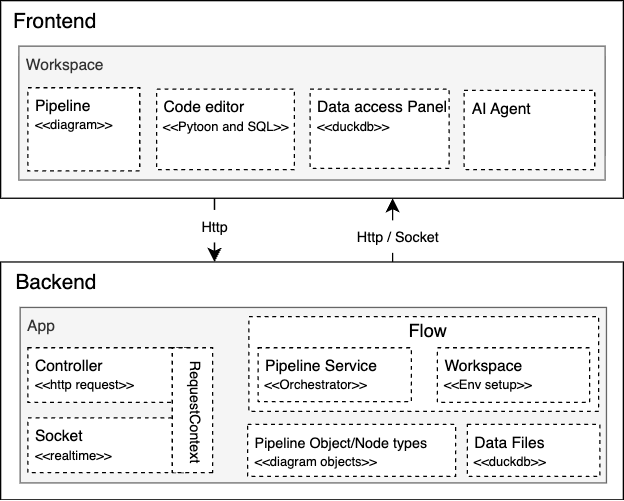 Frontend
Workspace
Pipeline
<<diagram>>
Code editor
<<Pytoon and SQL>>
Data access Panel
<<duckdb>>
AI Agent
Http
Http / Socket
Backend
App
Controller
<<http request>>
Socket
<<realtime>>
RequestContext
Flow
Pipeline Service
<<Orchestrator>>
Workspace
<<Env setup>>
Pipeline Object/Node types
<<diagram objects>>
Data Files
<<duckdb>>